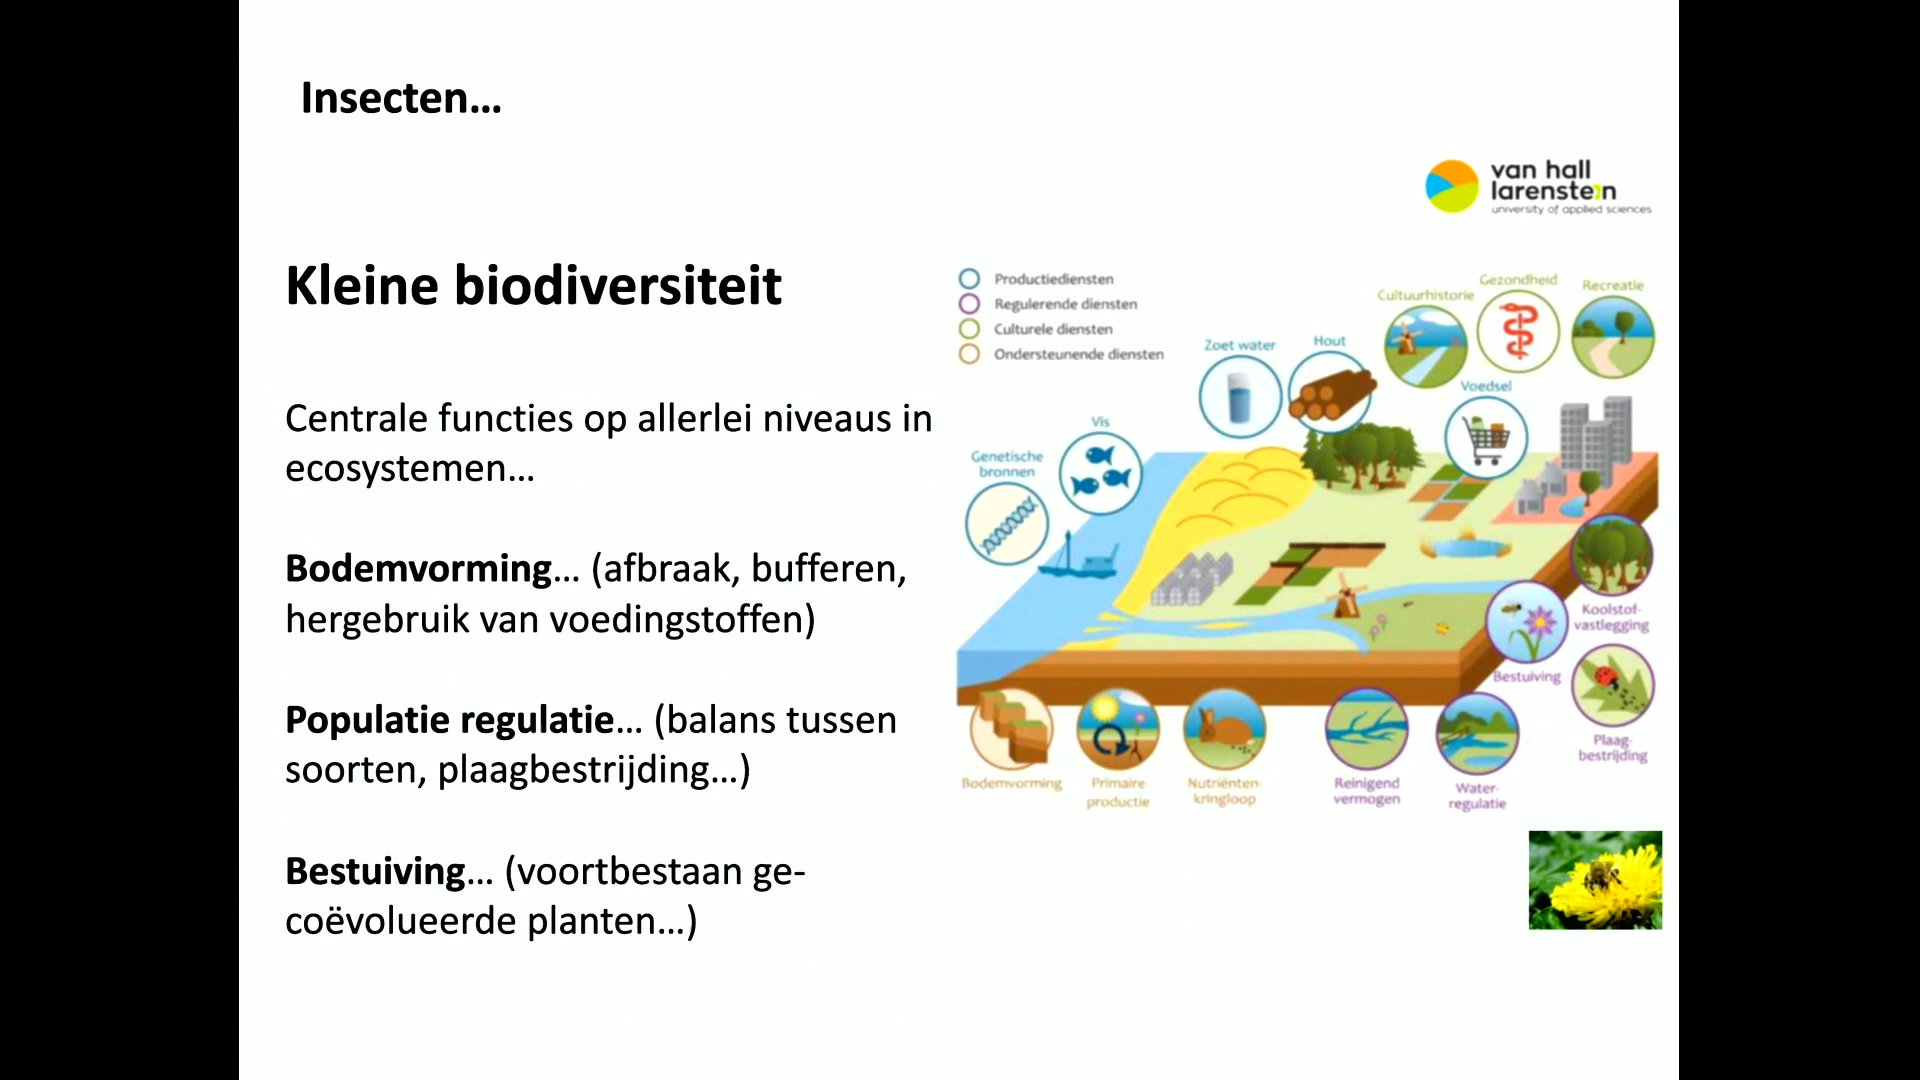 Insecten...
van hall
larenstein
university of applied sciences
Kleine biodiversiteit
Centrale functies op allerlei niveaus in
ecosystemen...
Bodemvorming... (afbraak, bufferen,
hergebruik van voedingstoffen)
Populatie regulatie... (balans tussen
soorten, plaagbestrijding...)
Bestuiving... (voortbestaan ge-
coëvolueerde planten...)
Productiediensten
Regulerende diensten
Culturele diensten
Ondersteunende diensten
Genetische
bronnen
Vis
Zoet water
Hout
Cultuurhistorie
Gezondheid
Recreatie
Voedsel
Koolstof-
vastlegging
Bestuiving
Plaag-
bestrijding
Bodemvorming
Primaire
productie
Nutriënten-
kringloop
Reinigend
vermogen
Water-
regulatie